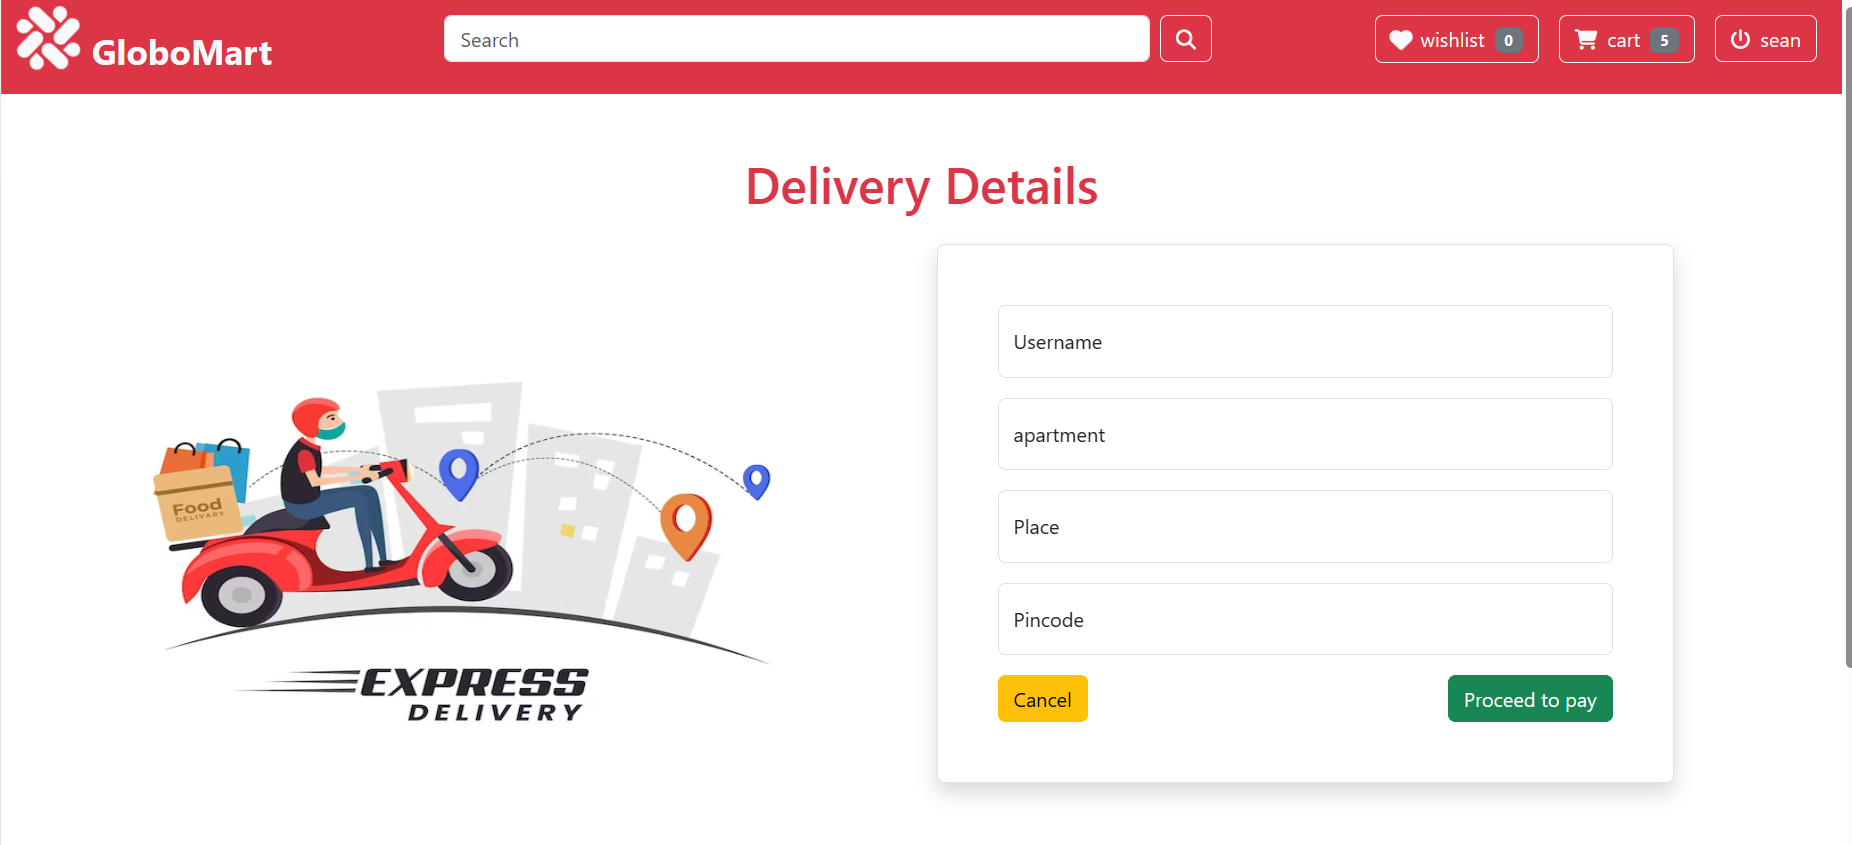 GloboMart
Search
wishlist 0
cart 5
sean
Delivery Details
Food
DELIVARY
EXPRESS
DELIVERY
Username
apartment
Place
Pincode
Cancel
Proceed to pay